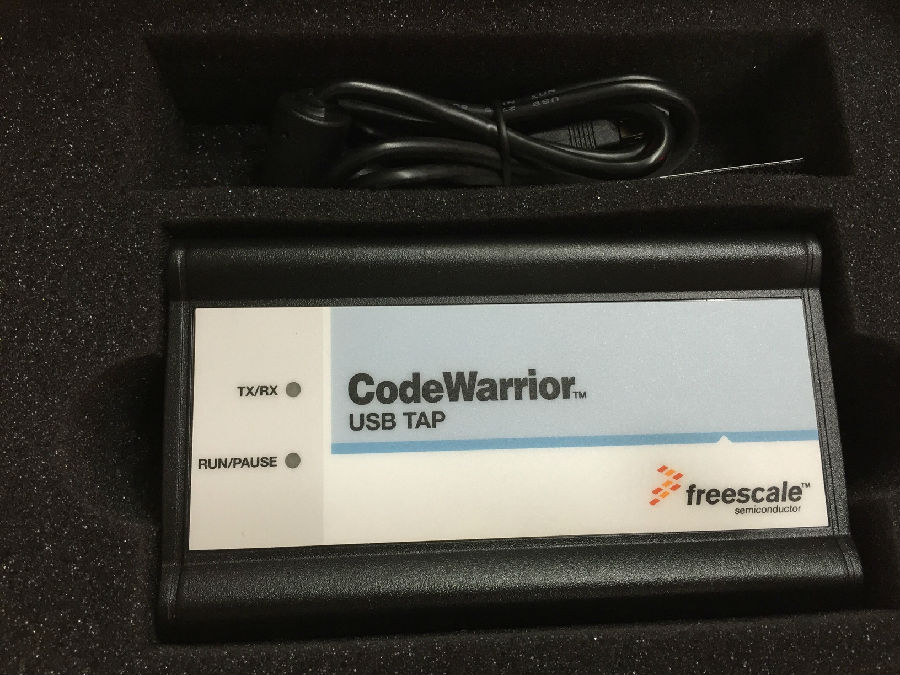 TX/RX
RUN/PAUSE
CodeWarrior™
USB TAP
freescale™
semiconductor